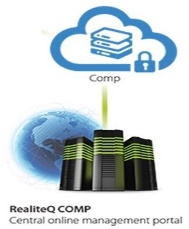 Comp
RealiteQ COMP
Central online management portal